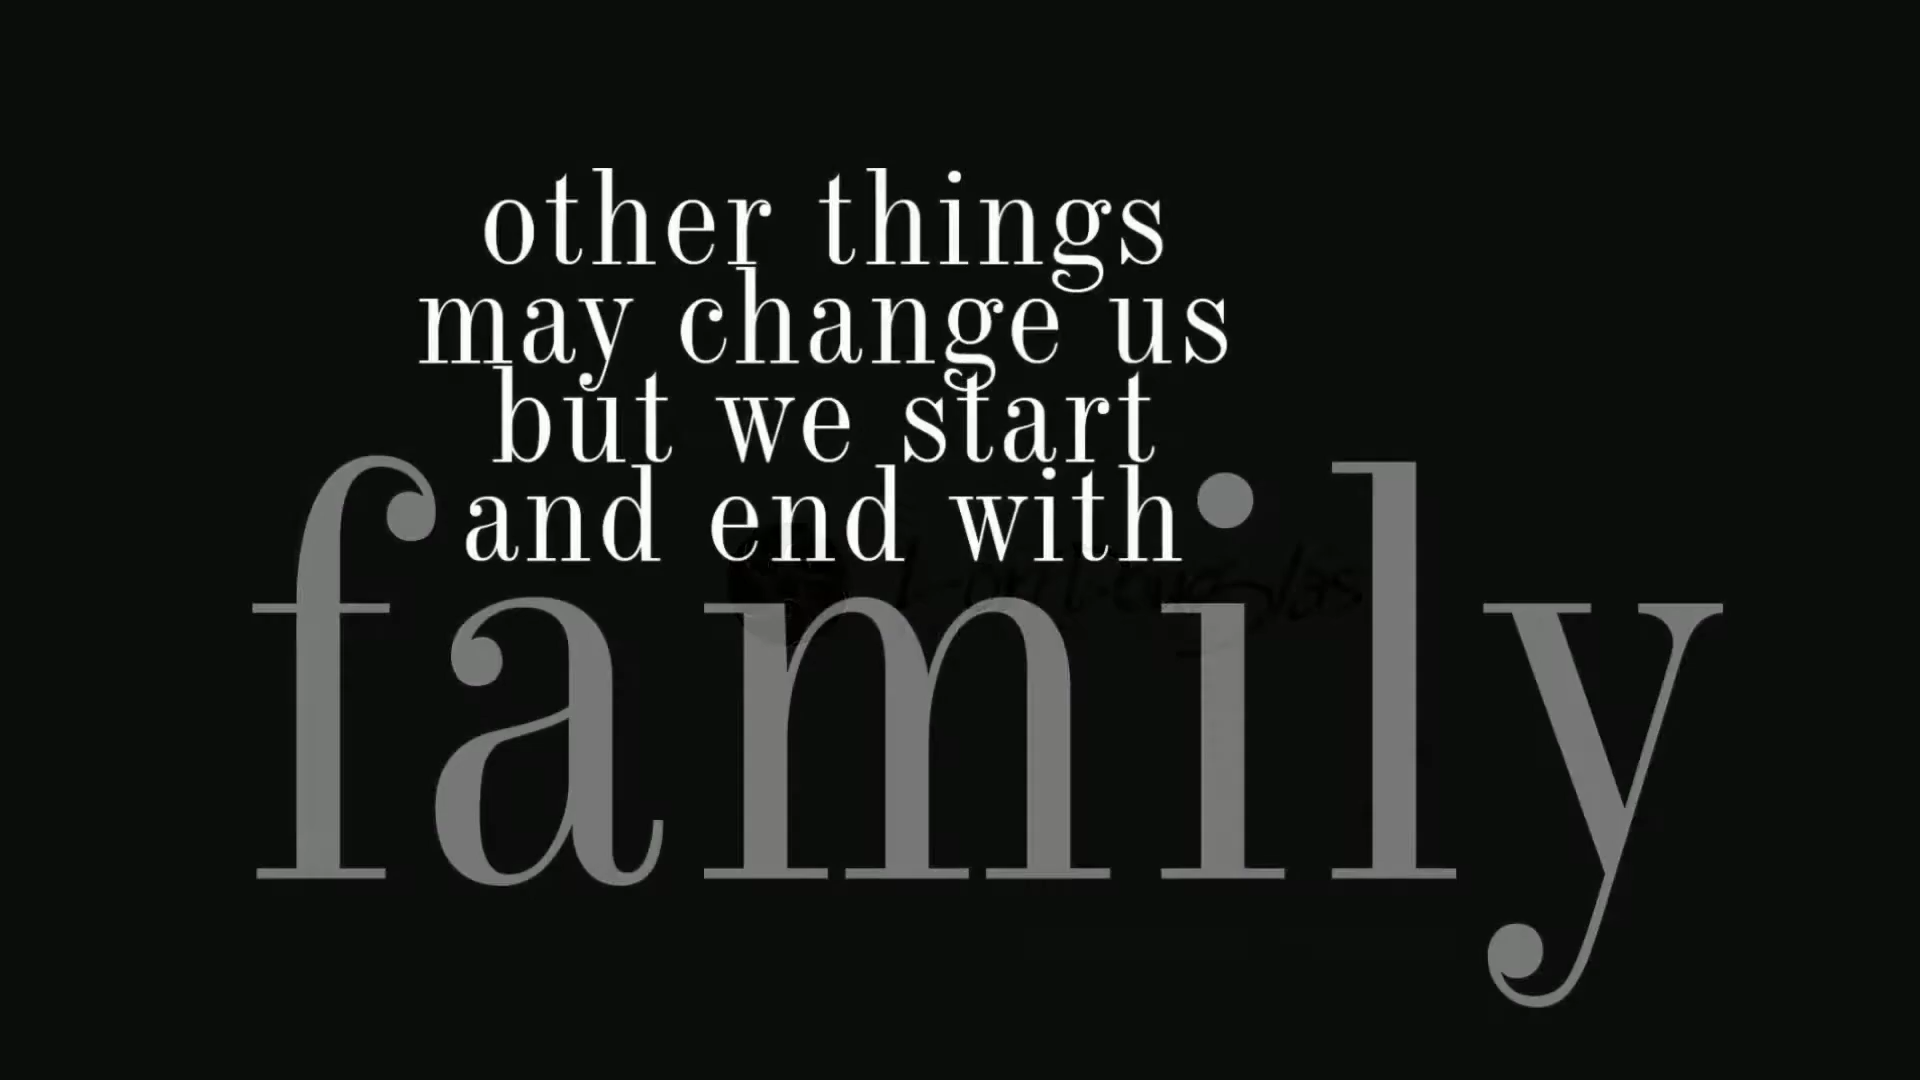 other things
may change us
but we start
and end with
family